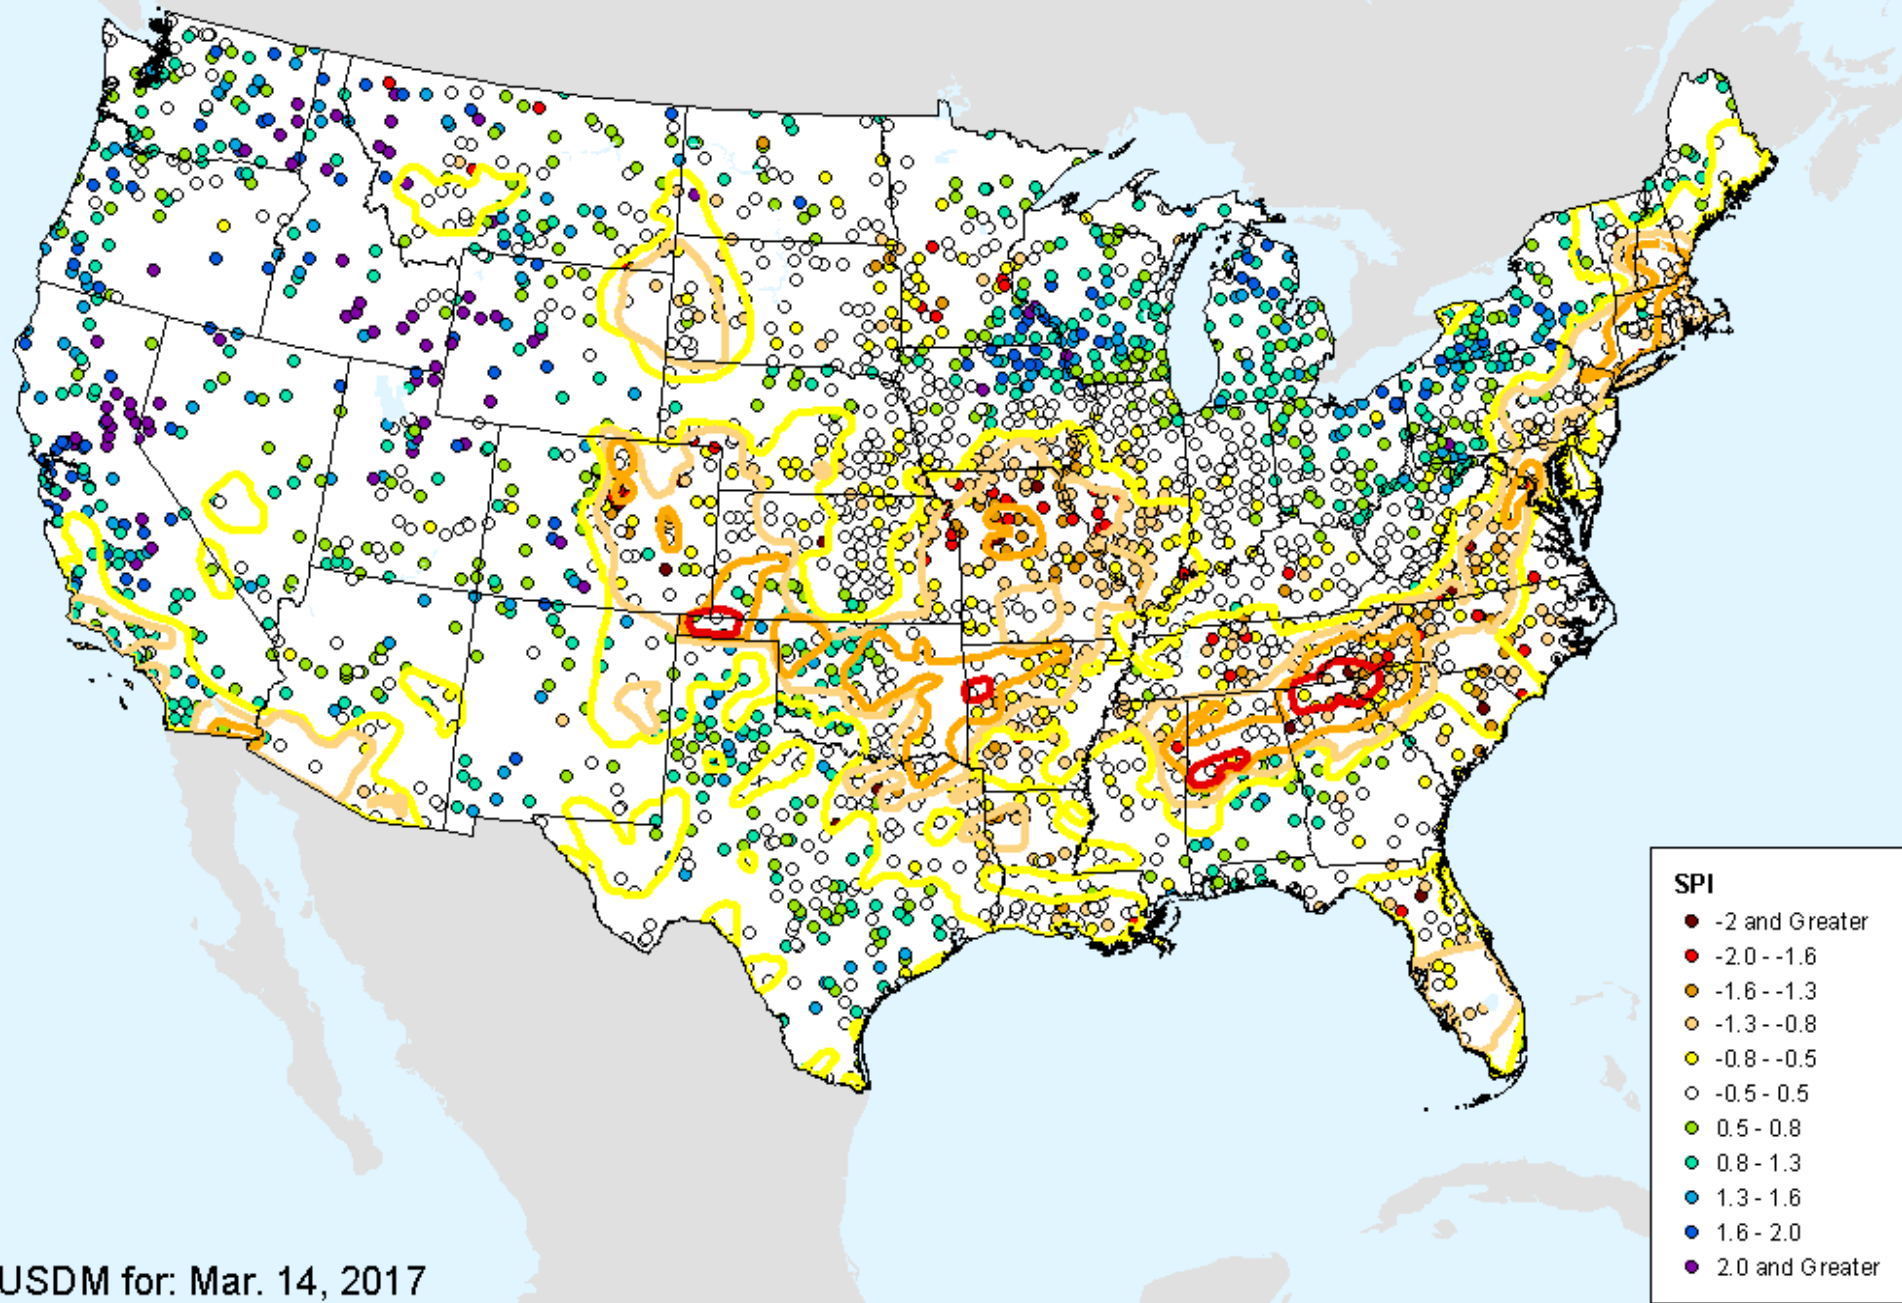 SPI
-2 and Greater
-2.0 - -1.6
-1.6 - -1.3
-1.3 - -0.8
-0.8 - -0.5
-0.5 - 0.5
0.5 - 0.8
0.8 - 1.3
1.3 - 1.6
1.6 - 2.0
2.0 and Greater
USDM for: Mar. 14, 2017